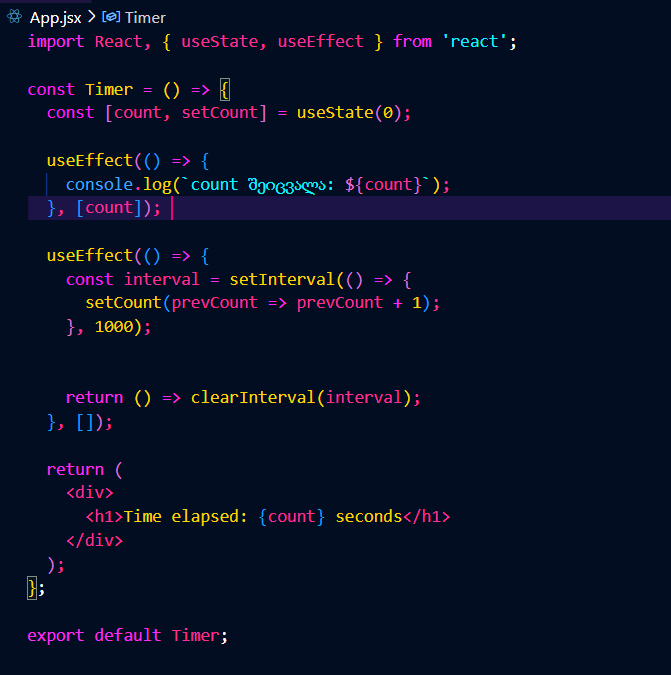 App.jsx > Timer
import React, { useState, useEffect } from 'react';
const Timer = () => {
const [count, setCount] = useState(0);
useEffect(() => {
console.log(`count შეიცვალა: ${count}`);
}, [count]);
useEffect(() => {
const interval = setInterval(() => {
setCount(prevCount => prevCount + 1);
}, 1000);
return () => clearInterval(interval);
}, []);
return (
<div>
<h1>Time elapsed: {count} seconds</h1>
</div>
);
};
export default Timer;